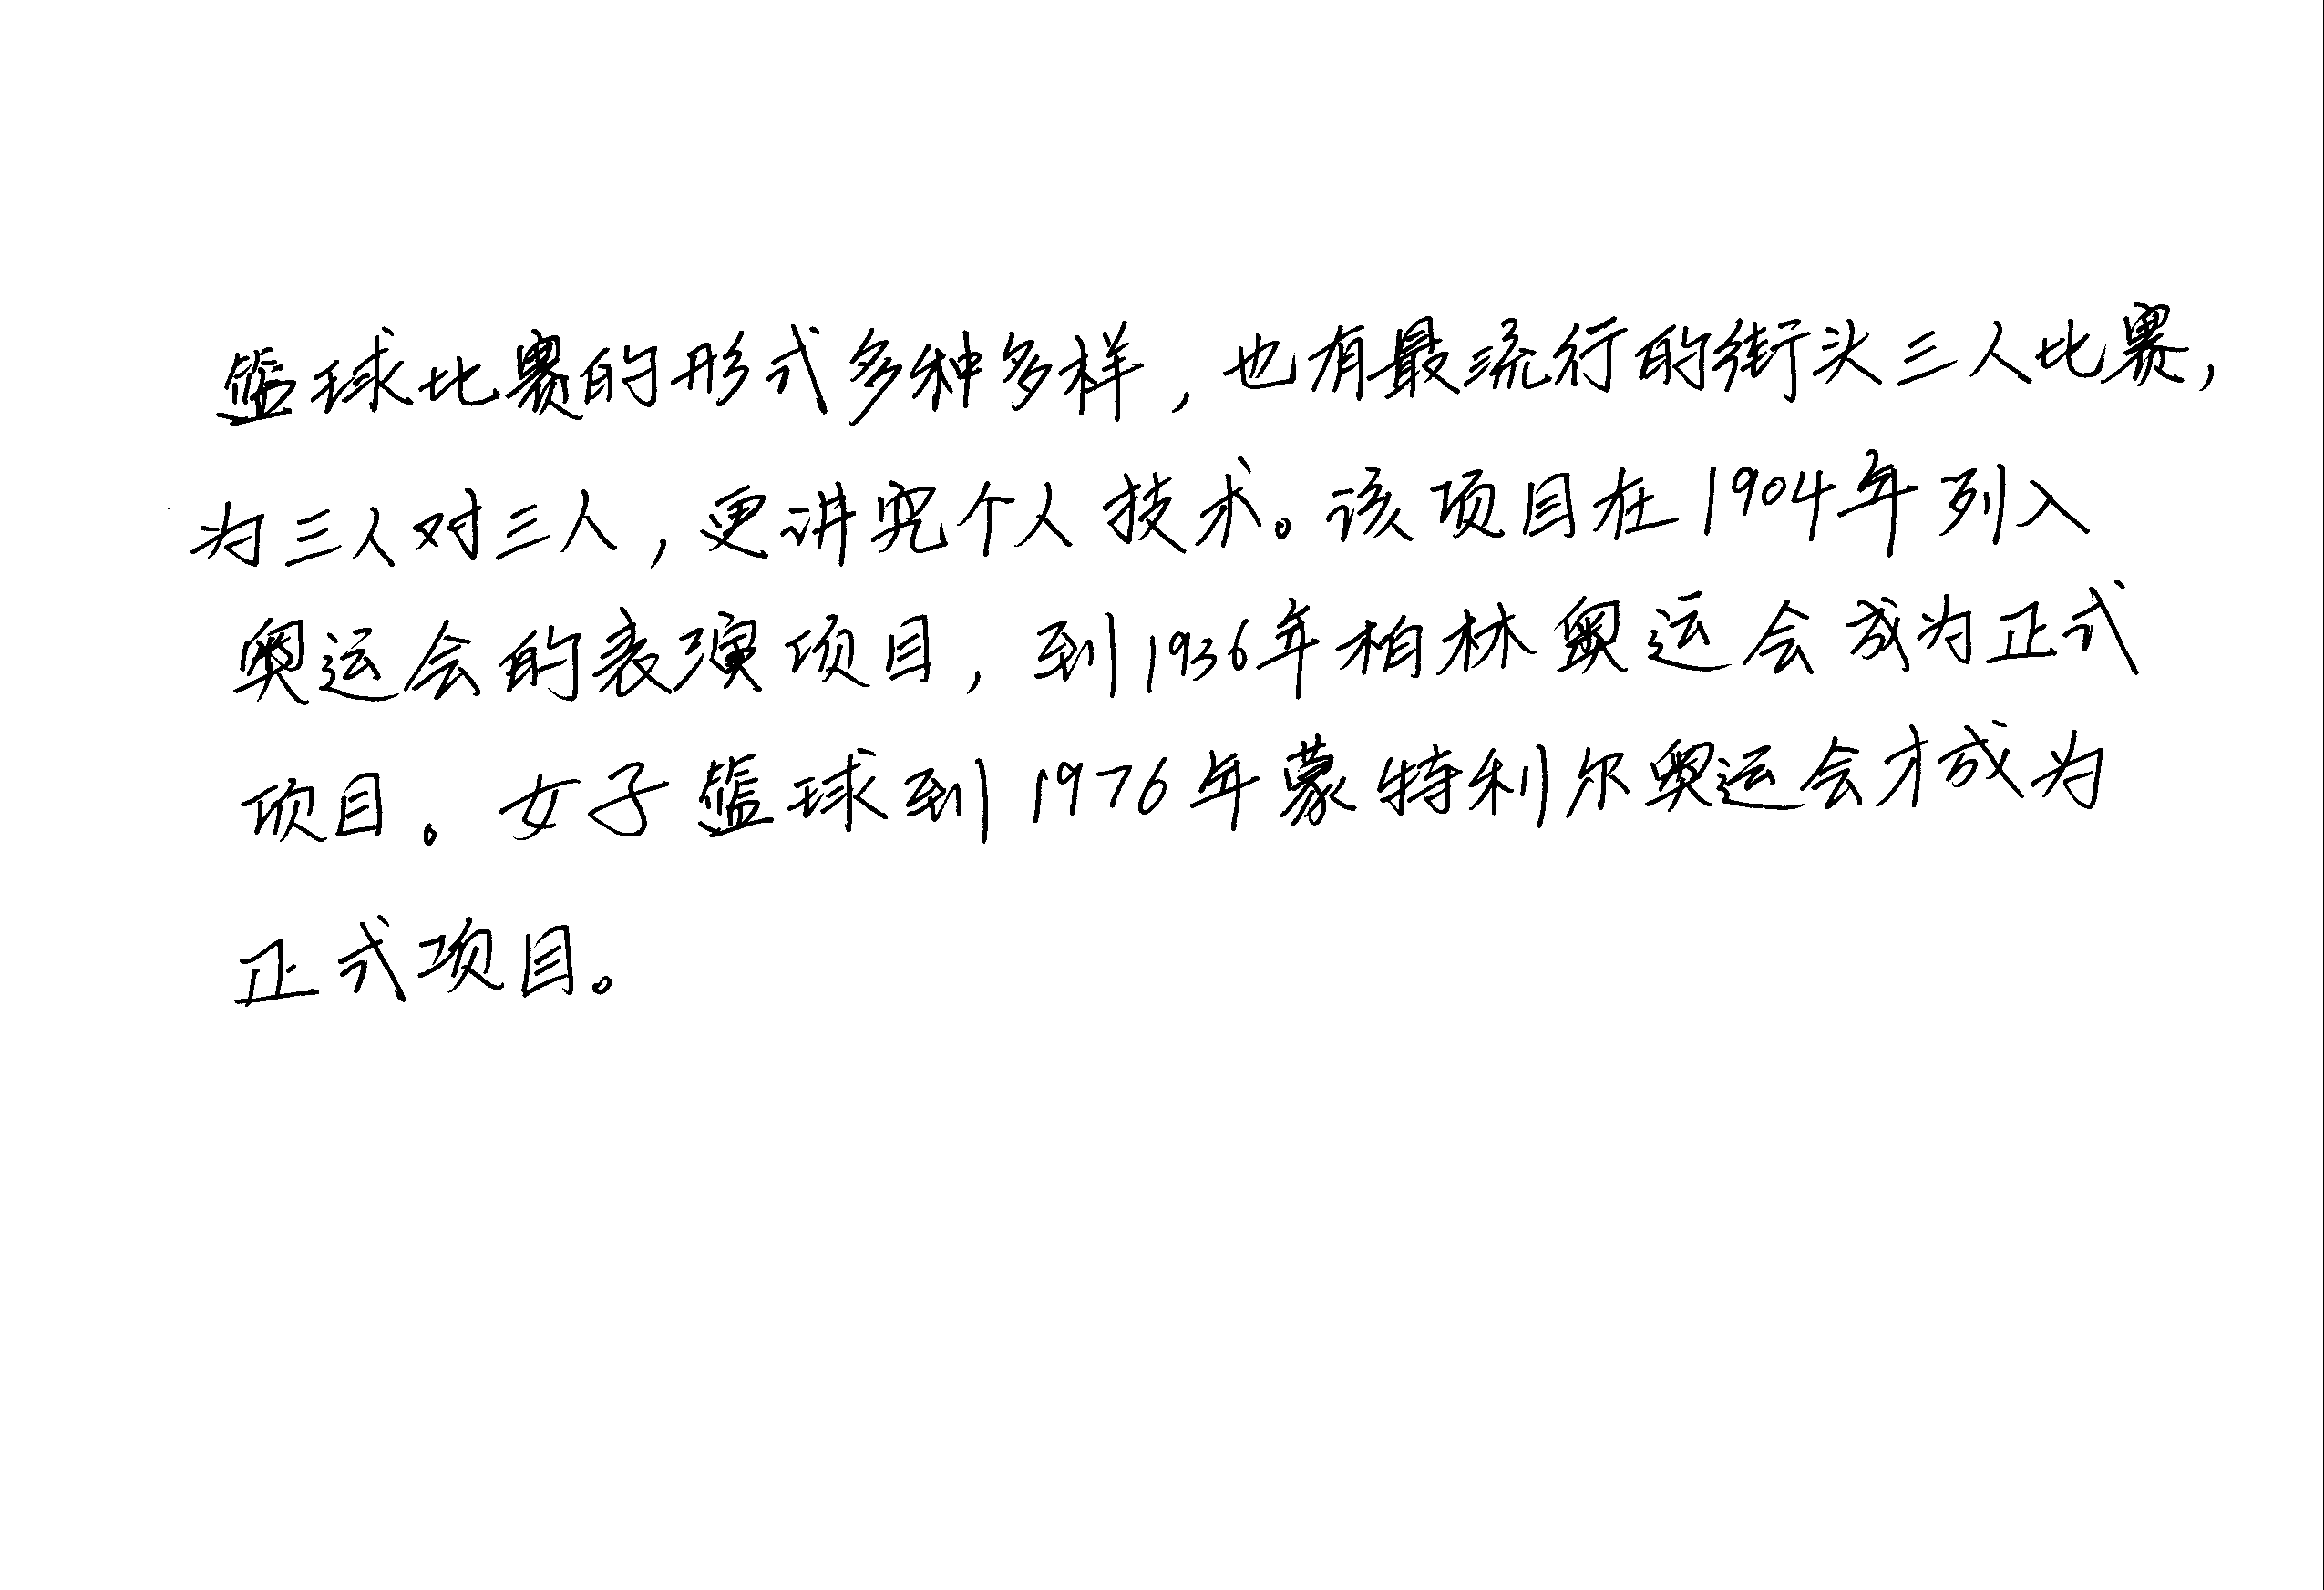 篮球比赛的形式多种多样，也有最流行的街头三人比赛，
为三人对三人，更讲究个人技术。该项目在1904年列入
奥运会的表演项目，到1936年柏林奥运会成为正式
项目。女子篮球到1976年蒙特利尔奥运会才成为
正式项目。